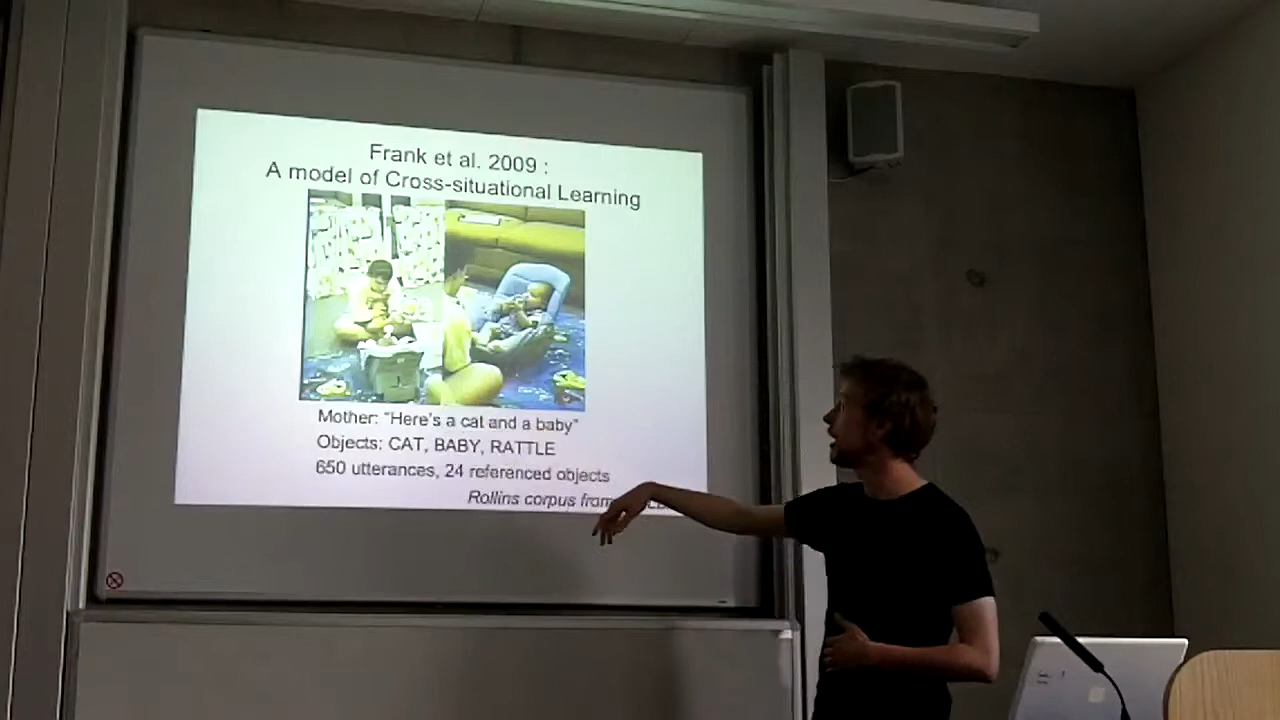 Frank et al. 2009 :
A model of Cross-situational Learning
Mother: "Here's a cat and a baby"
Objects: CAT, BABY, RATTLE
650 utterances, 24 referenced objects
Rollins corpus from